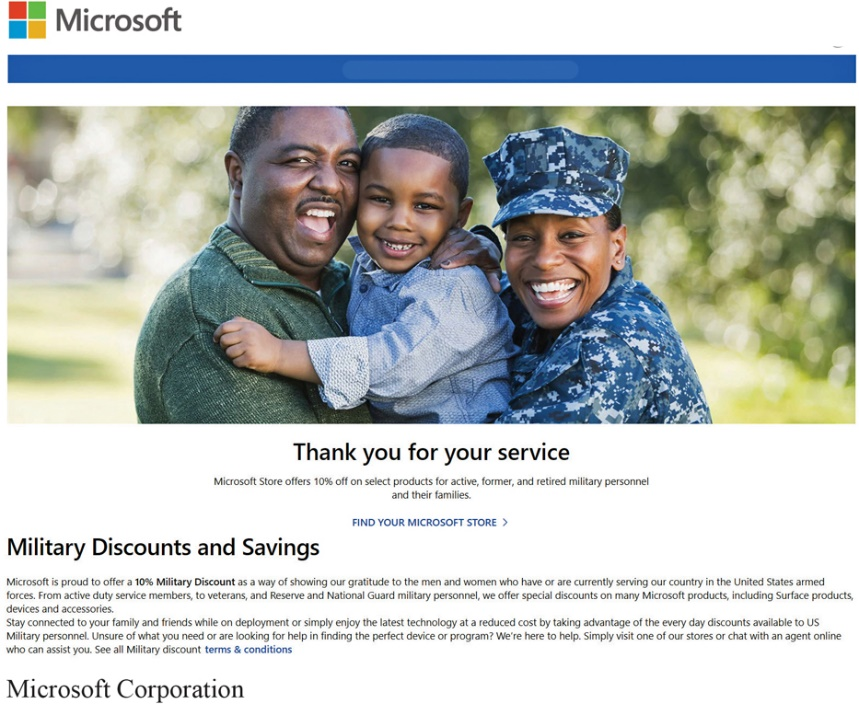 Microsoft
Thank you for your service
Microsoft Store offers 10% off on select products for active, former, and retired military personnel
and their families.
FIND YOUR MICROSOFT STORE >
Military Discounts and Savings
Microsoft is proud to offer a 10% Military Discount as a way of showing our gratitude to the men and women who have or are currently serving our country in the United States armed
forces. From active duty service members, to veterans, and Reserve and National Guard military personnel, we offer special discounts on many Microsoft products, including Surface products,
devices and accessories.
Stay connected to your family and friends while on deployment or simply enjoy the latest technology at a reduced cost by taking advantage of the every day discounts available to US
Military personnel. Unsure of what you need or are looking for help in finding the perfect device or program? We're here to help. Simply visit one of our stores or chat with an agent online
who can assist you. See all Military discount terms & conditions
Microsoft Corporation